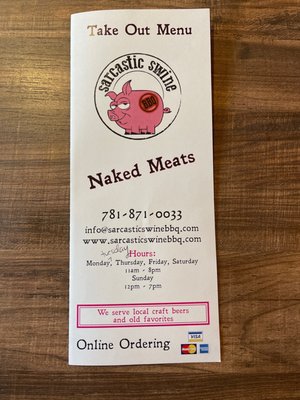 Take Out Menu
sarcastic swine
BBQ
Naked Meats
781-871-0033
info@sarcasticswinebbq.com
www.sarcasticswinebbq.com
Hours:
Monday, Thursday, Friday, Saturday
11am - 8pm
Sunday
12pm - 7pm
We serve local craft beers
and old favorites
Online Ordering
VISA